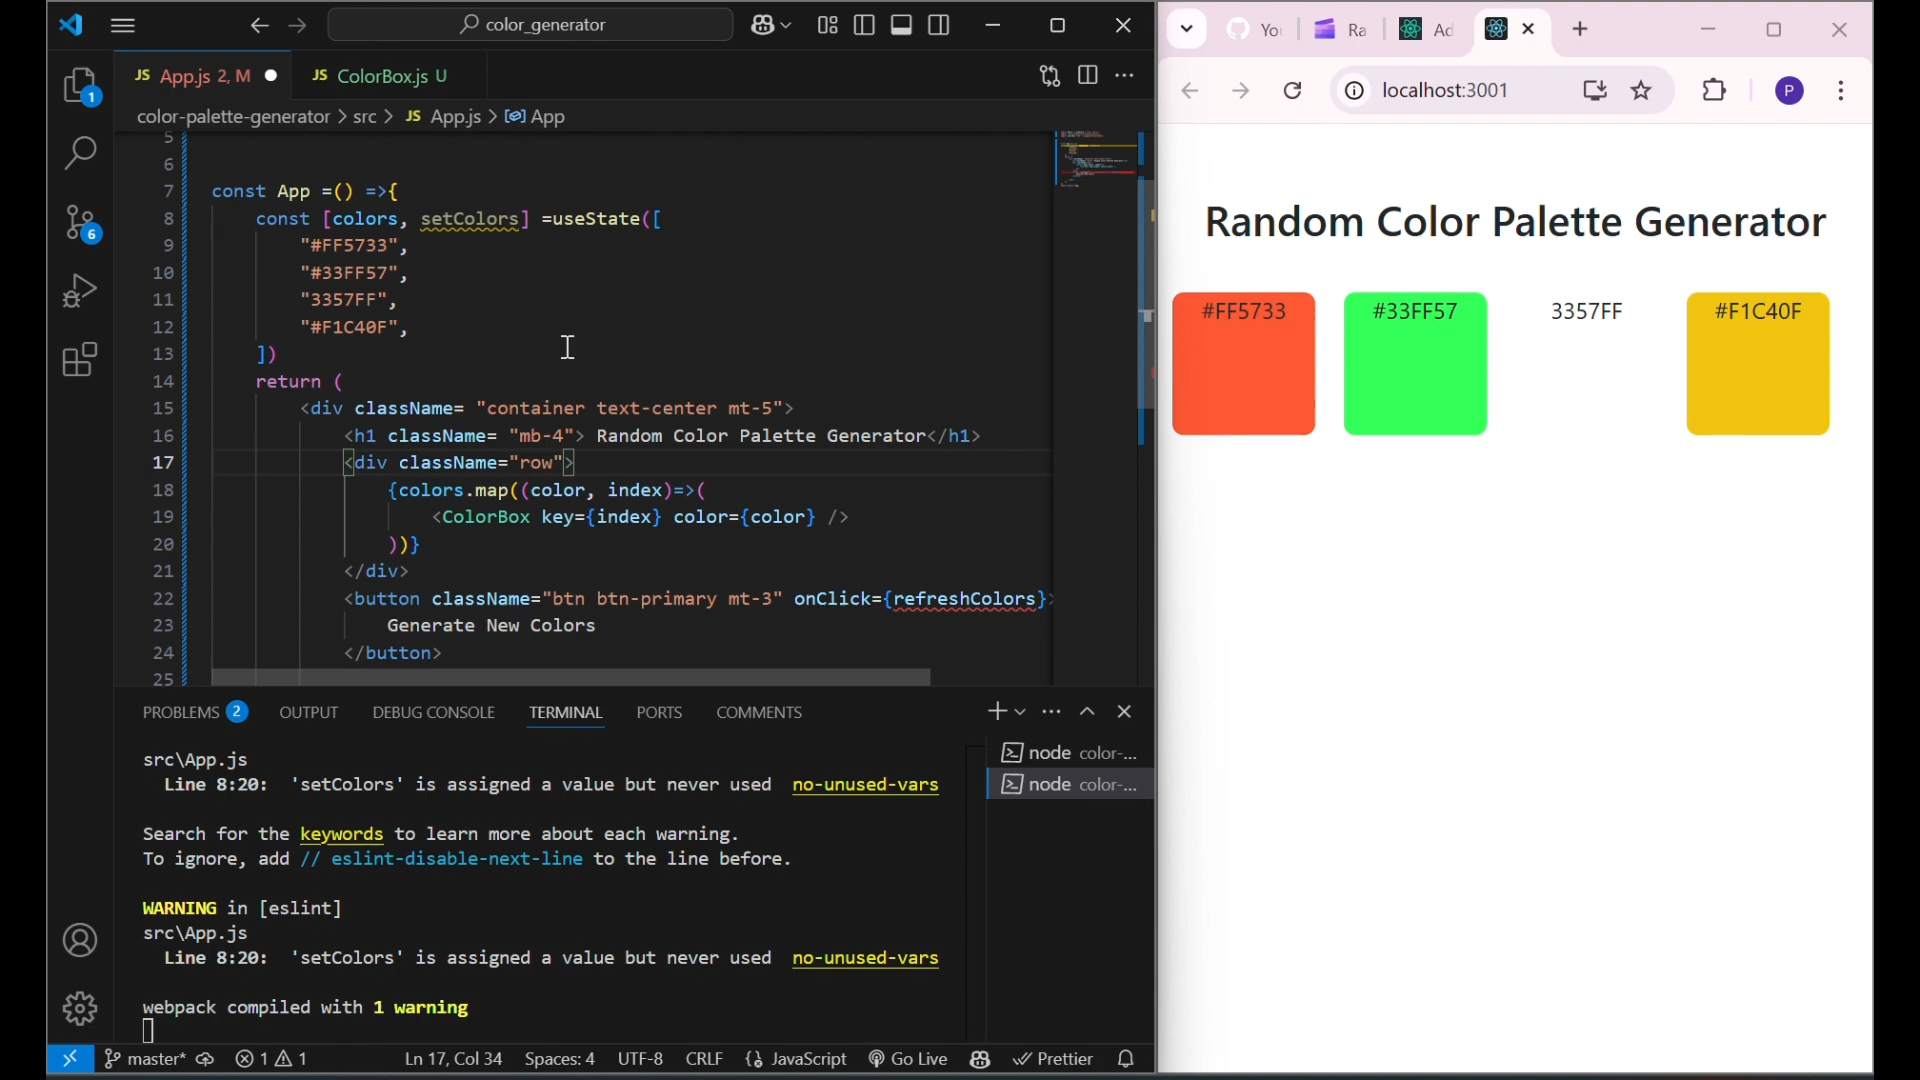 color_generator
JS App.js 2, M
JS ColorBox.js U
color-palette-generator > src > JS App.js > App
1
6
5
6
7 const App =() =>{
8 const [colors, setColors] =useState([
9 "#FF5733",
10 "#33FF57",
11 "3357FF",
12 "#F1C40F",
13 ])
14 return (
15 <div className= "container text-center mt-5">
16 <h1 className= "mb-4"> Random Color Palette Generator</h1>
17 <div className="row">
18 {colors.map((color, index)=>(
19 <ColorBox key={index} color={color} />
20 ))}
21 </div>
22 <button className="btn btn-primary mt-3" onClick={refreshColors}>
23 Generate New Colors
24 </button>
25
PROBLEMS 2 OUTPUT DEBUG CONSOLE TERMINAL PORTS COMMENTS
src\App.js
Line 8:20: 'setColors' is assigned a value but never used no-unused-vars
Search for the keywords to learn more about each warning.
To ignore, add // eslint-disable-next-line to the line before.
WARNING in [eslint]
src\App.js
Line 8:20: 'setColors' is assigned a value but never used no-unused-vars
webpack compiled with 1 warning
node color-...
node color-...
master* 1 1 Ln 17, Col 34 Spaces: 4 UTF-8 CRLF {} JavaScript Go Live Prettier
You
Ra
Ad
localhost:3001
P
Random Color Palette Generator
#FF5733 #33FF57 3357FF #F1C40F